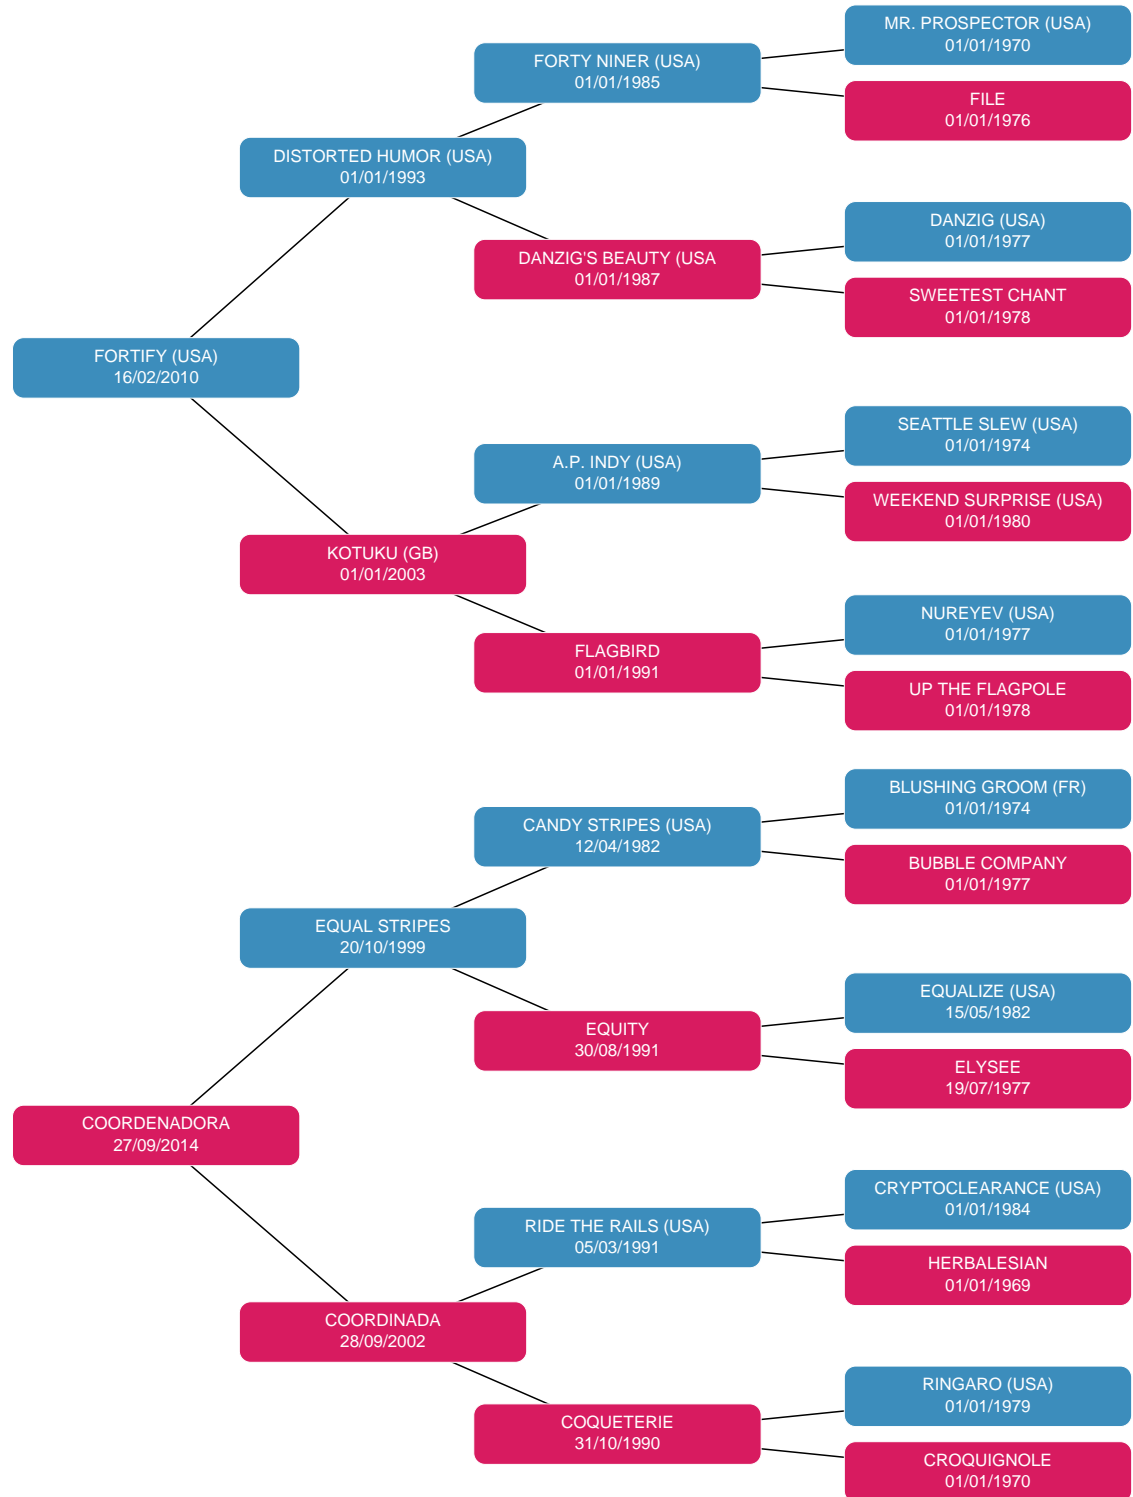 MR. PROSPECTOR (USA)
01/01/1970
FORTY NINER (USA)
01/01/1985
FILE
01/01/1976
DISTORTED HUMOR (USA)
01/01/1993
DANZIG (USA)
01/01/1977
DANZIG'S BEAUTY (USA
01/01/1987
SWEETEST CHANT
01/01/1978
FORTIFY (USA)
16/02/2010
SEATTLE SLEW (USA)
01/01/1974
A.P. INDY (USA)
01/01/1989
WEEKEND SURPRISE (USA)
01/01/1980
KOTUKU (GB)
01/01/2003
NUREYEV (USA)
01/01/1977
FLAGBIRD
01/01/1991
UP THE FLAGPOLE
01/01/1978
BLUSHING GROOM (FR)
01/01/1974
CANDY STRIPES (USA)
12/04/1982
BUBBLE COMPANY
01/01/1977
EQUAL STRIPES
20/10/1999
EQUALIZE (USA)
15/05/1982
EQUITY
30/08/1991
ELYSEE
19/07/1977
COORDENADORA
27/09/2014
CRYPTOCLEARANCE (USA)
01/01/1984
RIDE THE RAILS (USA)
05/03/1991
HERBALESIAN
01/01/1969
COORDINADA
28/09/2002
RINGARO (USA)
01/01/1979
COQUETERIE
31/10/1990
CROQUIGNOLE
01/01/1970